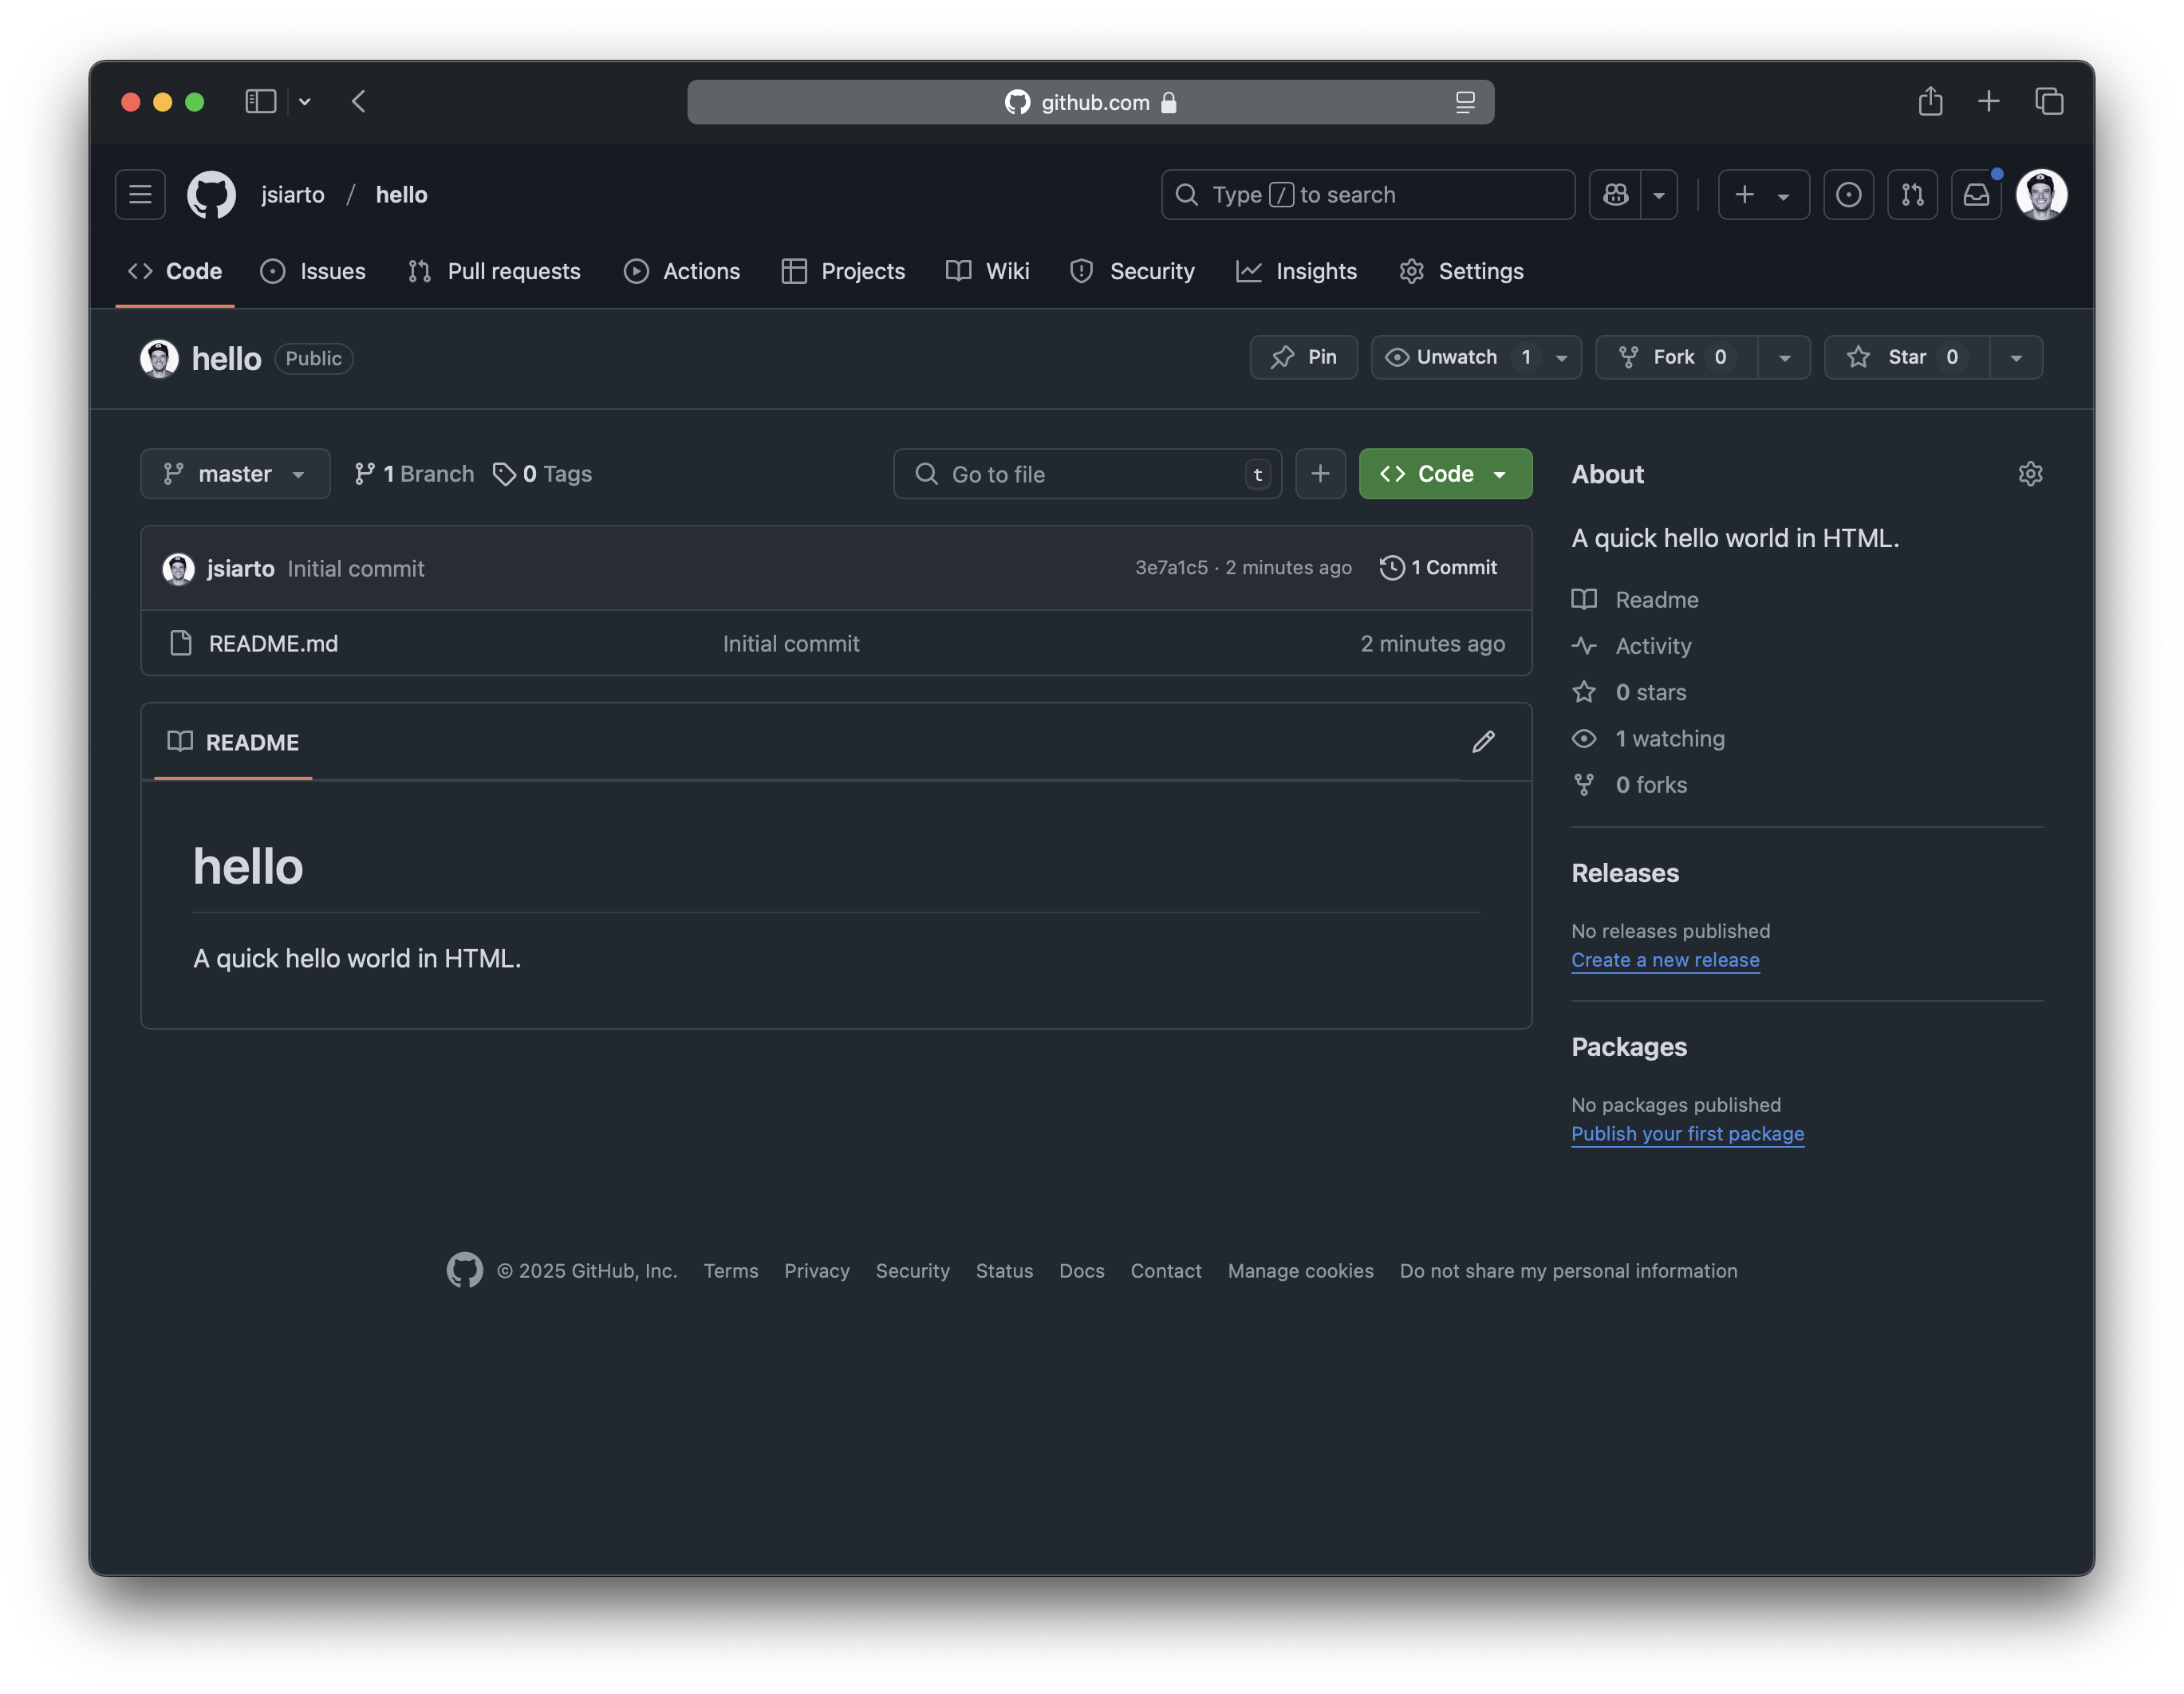 github.com
jsiarto / hello
Type / to search
Code Issues Pull requests Actions Projects Wiki Security Insights Settings
hello Public
Pin Unwatch 1 Fork 0 Star 0
master 1 Branch 0 Tags
Go to file t
Code
jsiarto Initial commit 3e7a1c5 · 2 minutes ago 1 Commit
README.md Initial commit 2 minutes ago
README
hello
A quick hello world in HTML.
About
A quick hello world in HTML.
Readme
Activity
0 stars
1 watching
0 forks
Releases
No releases published
Create a new release
Packages
No packages published
Publish your first package
© 2025 GitHub, Inc. Terms Privacy Security Status Docs Contact Manage cookies Do not share my personal information